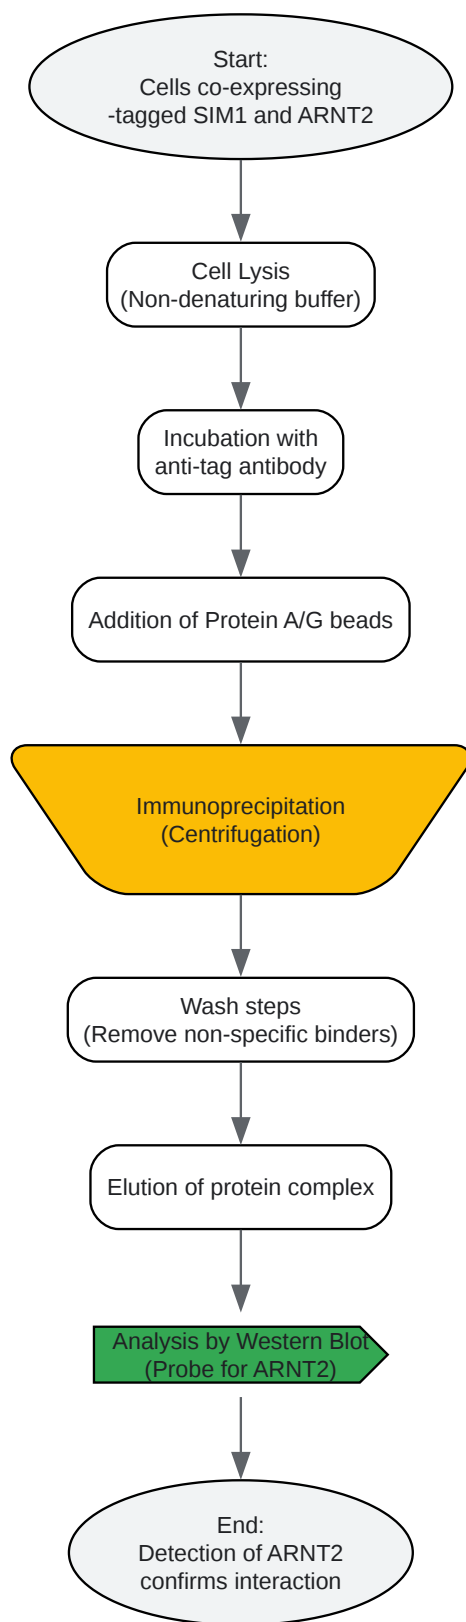 Start:
Cells co-expressing
-tagged SIM1 and ARNT2
Cell Lysis
(Non-denaturing buffer)
Incubation with
anti-tag antibody
Addition of Protein A/G beads
Immunoprecipitation
(Centrifugation)
Wash steps
(Remove non-specific binders)
Elution of protein complex
Analysis by Western Blot
(Probe for ARNT2)
End:
Detection of ARNT2
confirms interaction